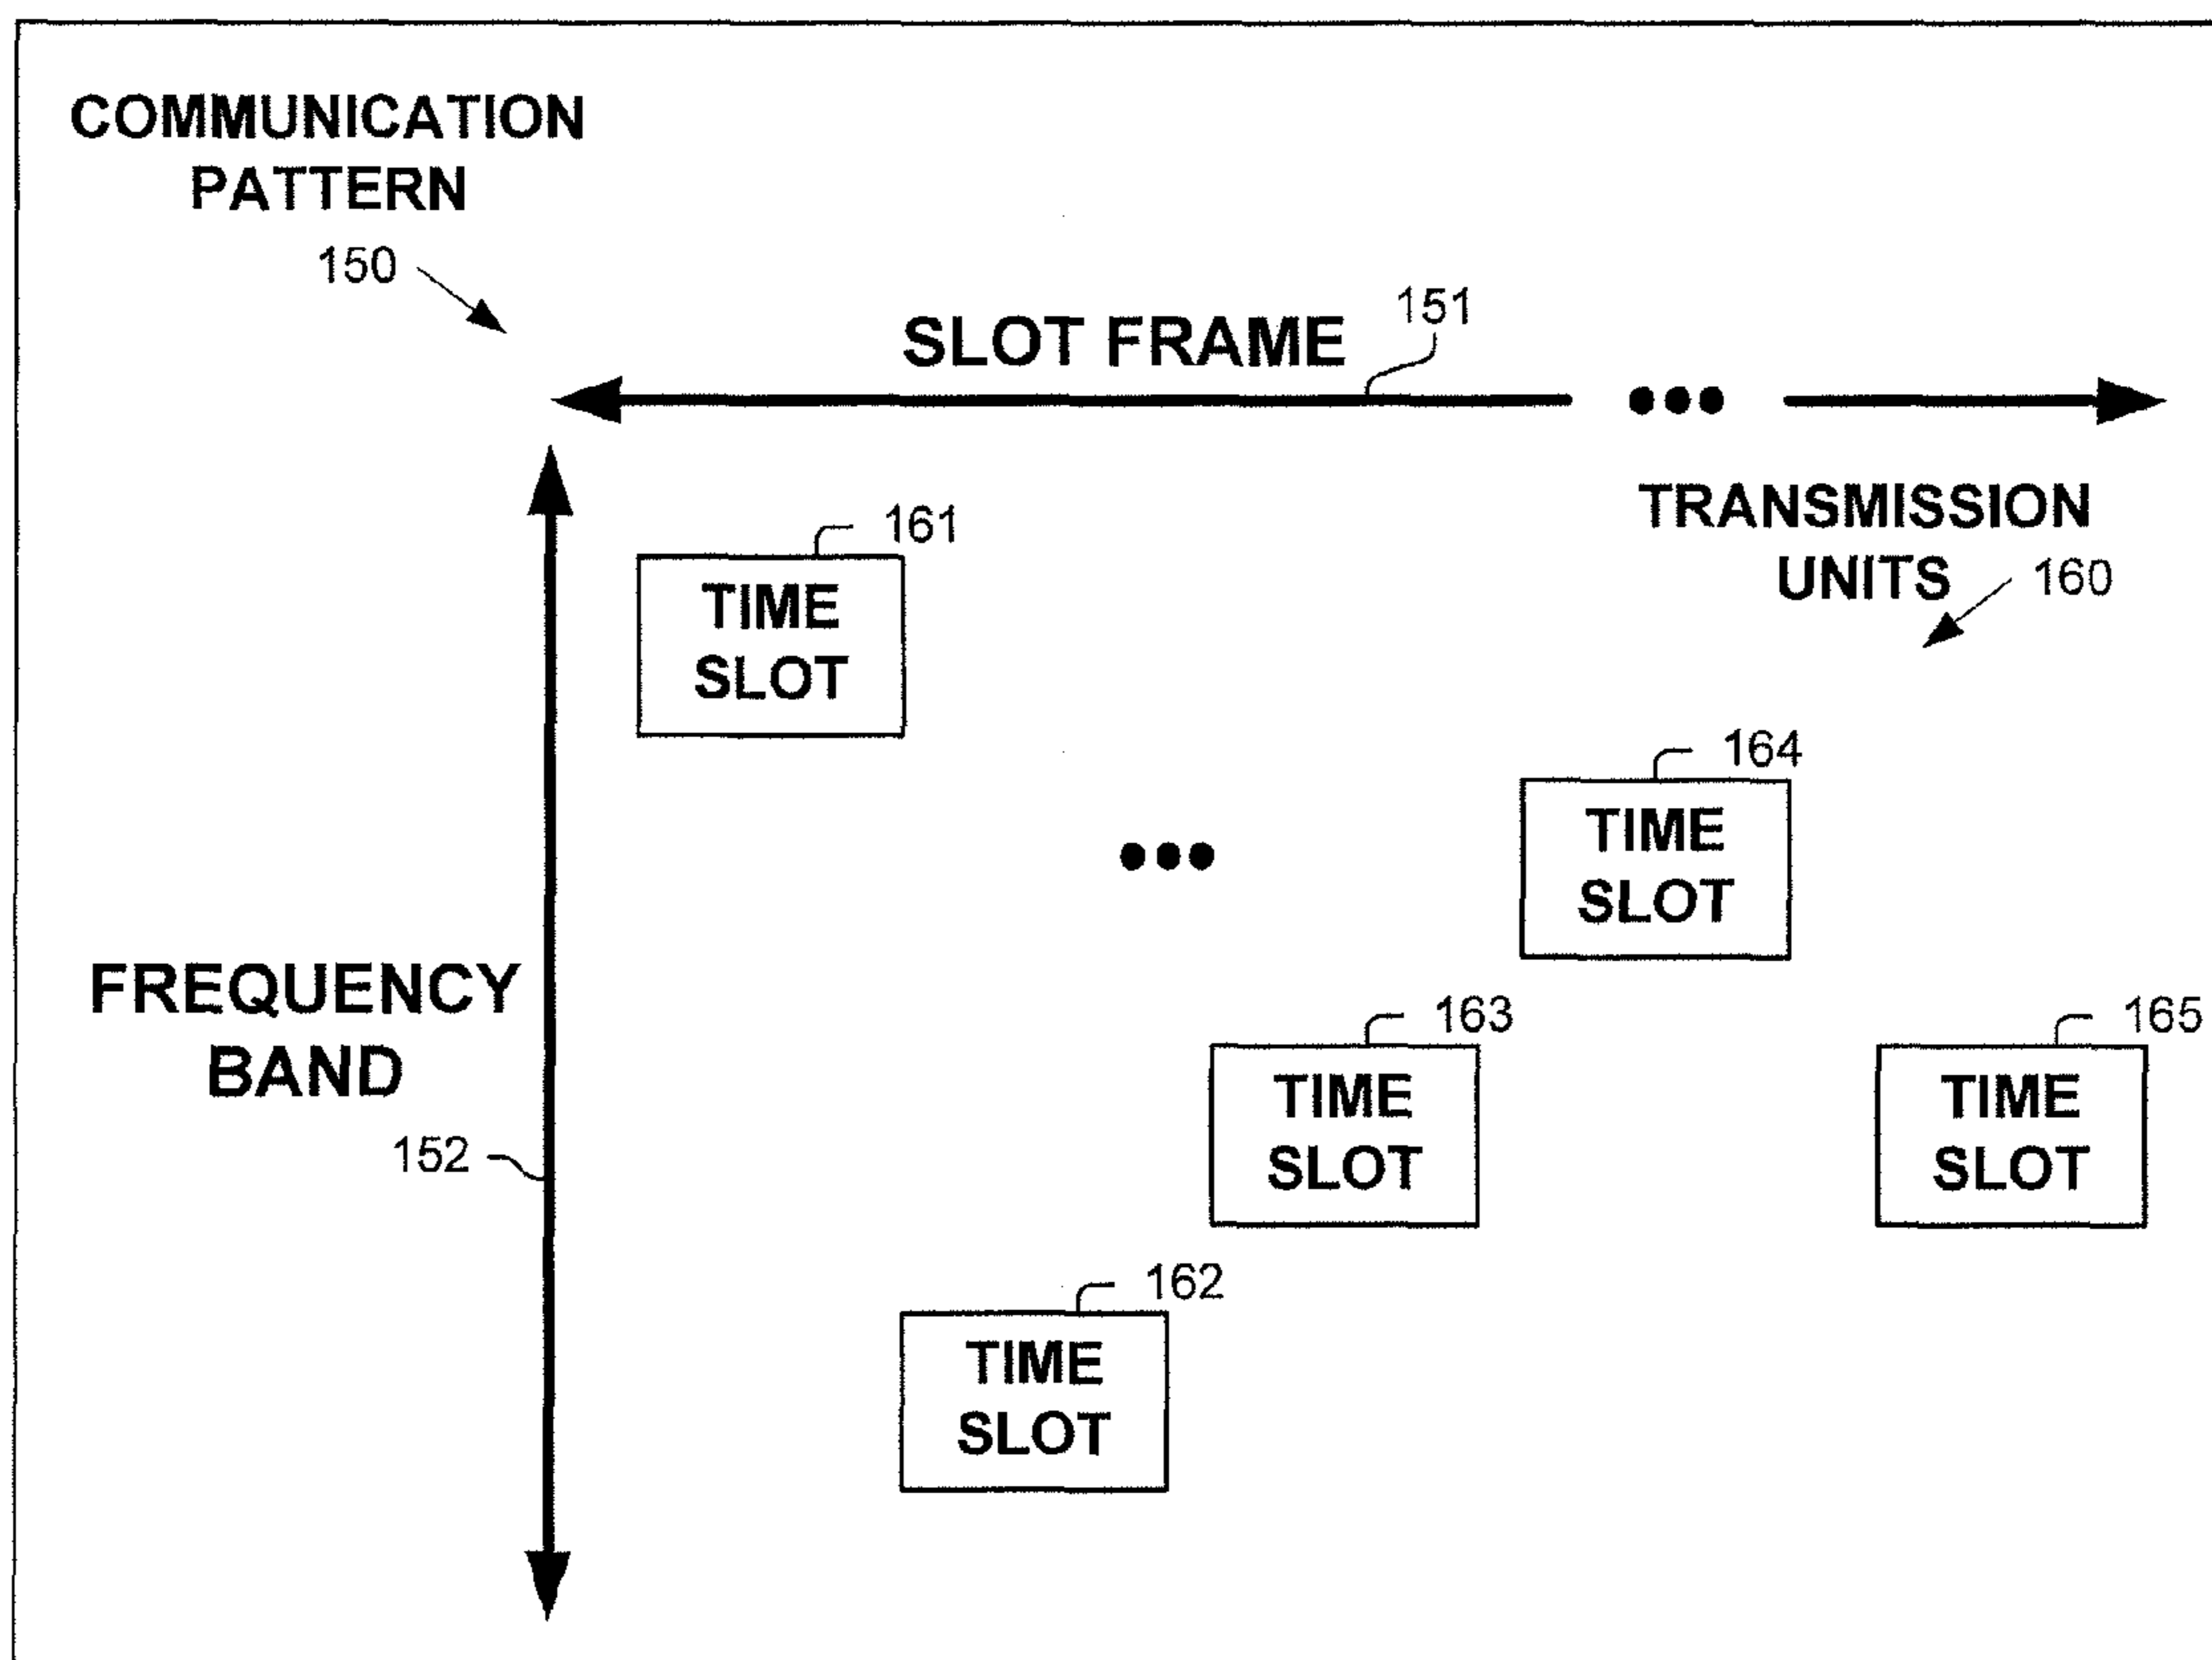 COMMUNICATION
PATTERN
150
SLOT FRAME
151
TRANSMISSION
UNITS
160
161
TIME
SLOT
164
TIME
SLOT
FREQUENCY
BAND
152
163
TIME
SLOT
165
TIME
SLOT
162
TIME
SLOT